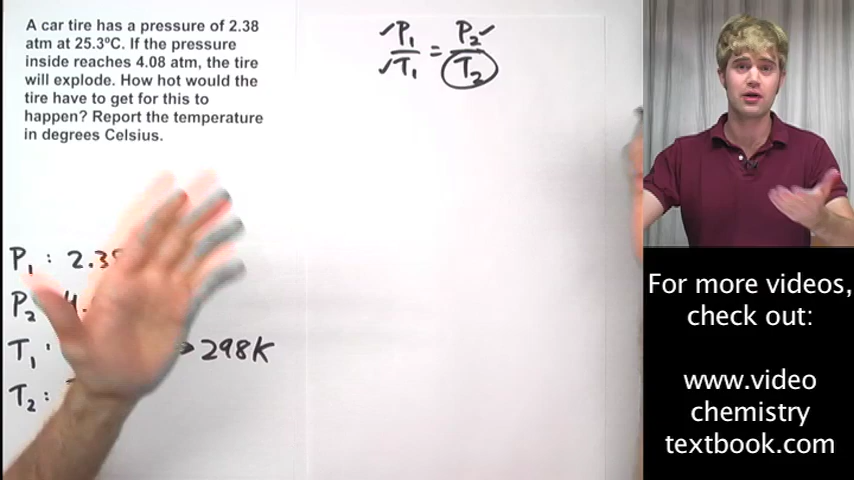 A car tire has a pressure of 2.38
atm at 25.3ºC. If the pressure
inside reaches 4.08 atm, the tire
will explode. How hot would the
tire have to get for this to
happen? Report the temperature
in degrees Celsius.
✓P₁ = P₂✓
✓T₁ T₂
P₁ : 2.3
P₂ 4.
T₁ : → 298K
T₂ :
For more videos,
check out:
www.video
chemistry
textbook.com